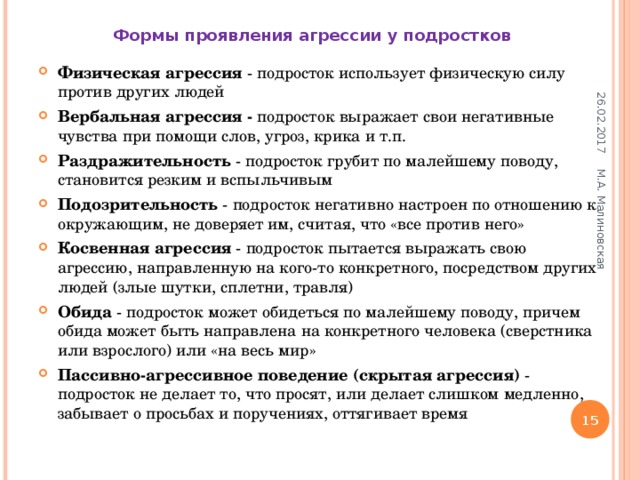 Формы проявления агрессии у подростков
Физическая агрессия - подросток использует физическую силу
против других людей
Вербальная агрессия - подросток выражает свои негативные
чувства при помощи слов, угроз, крика и т.п.
Раздражительность - подросток грубит по малейшему поводу,
становится резким и вспыльчивым
Подозрительность - подросток негативно настроен по отношению к
окружающим, не доверяет им, считая, что «все против него»
Косвенная агрессия - подросток пытается выражать свою
агрессию, направленную на кого-то конкретного, посредством других
людей (злые шутки, сплетни, травля)
Обида - подросток может обидеться по малейшему поводу, причем
обида может быть направлена на конкретного человека (сверстника
или взрослого) или «на весь мир»
Пассивно-агрессивное поведение (скрытая агрессия) -
подросток не делает то, что просят, или делает слишком медленно,
забывает о просьбах и поручениях, оттягивает время
26.02.2017 М.А. Малиновская
15